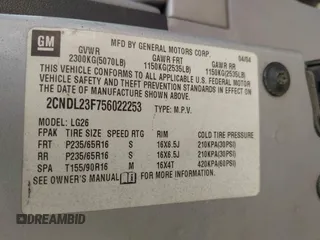 GM
MFD BY GENERAL MOTORS CORP
04/04
GVWR GAWR FRT GAWR RR
2300KG(5070LB) 1150KG(2535LB) 1150KG(2535LB)
THIS VEHICLE CONFORMS TO ALL APPLICABLE
VEHICLE SAFETY AND THEFT PREVENTION STANDARDS IN EFFECT ON
THE DATE OF MANUFACTURE SHOWN ABOVE.
2CNDL23F756022253 TYPE: M.P.V.
MODEL: LG26
FPAK TIRE SIZE SPEED RTG RIM COLD TIRE PRESSURE
FRT P235/65R16 S 16X6.5J 210KPA(30PSI)
RR P235/65R16 S 16X6.5J 210KPA(30PSI)
SPA T155/90R16 M 16X4T 420KPA(60PSI)
SEE OWNER'S MANUAL FOR MORE INFORMATION.
DREAMBID